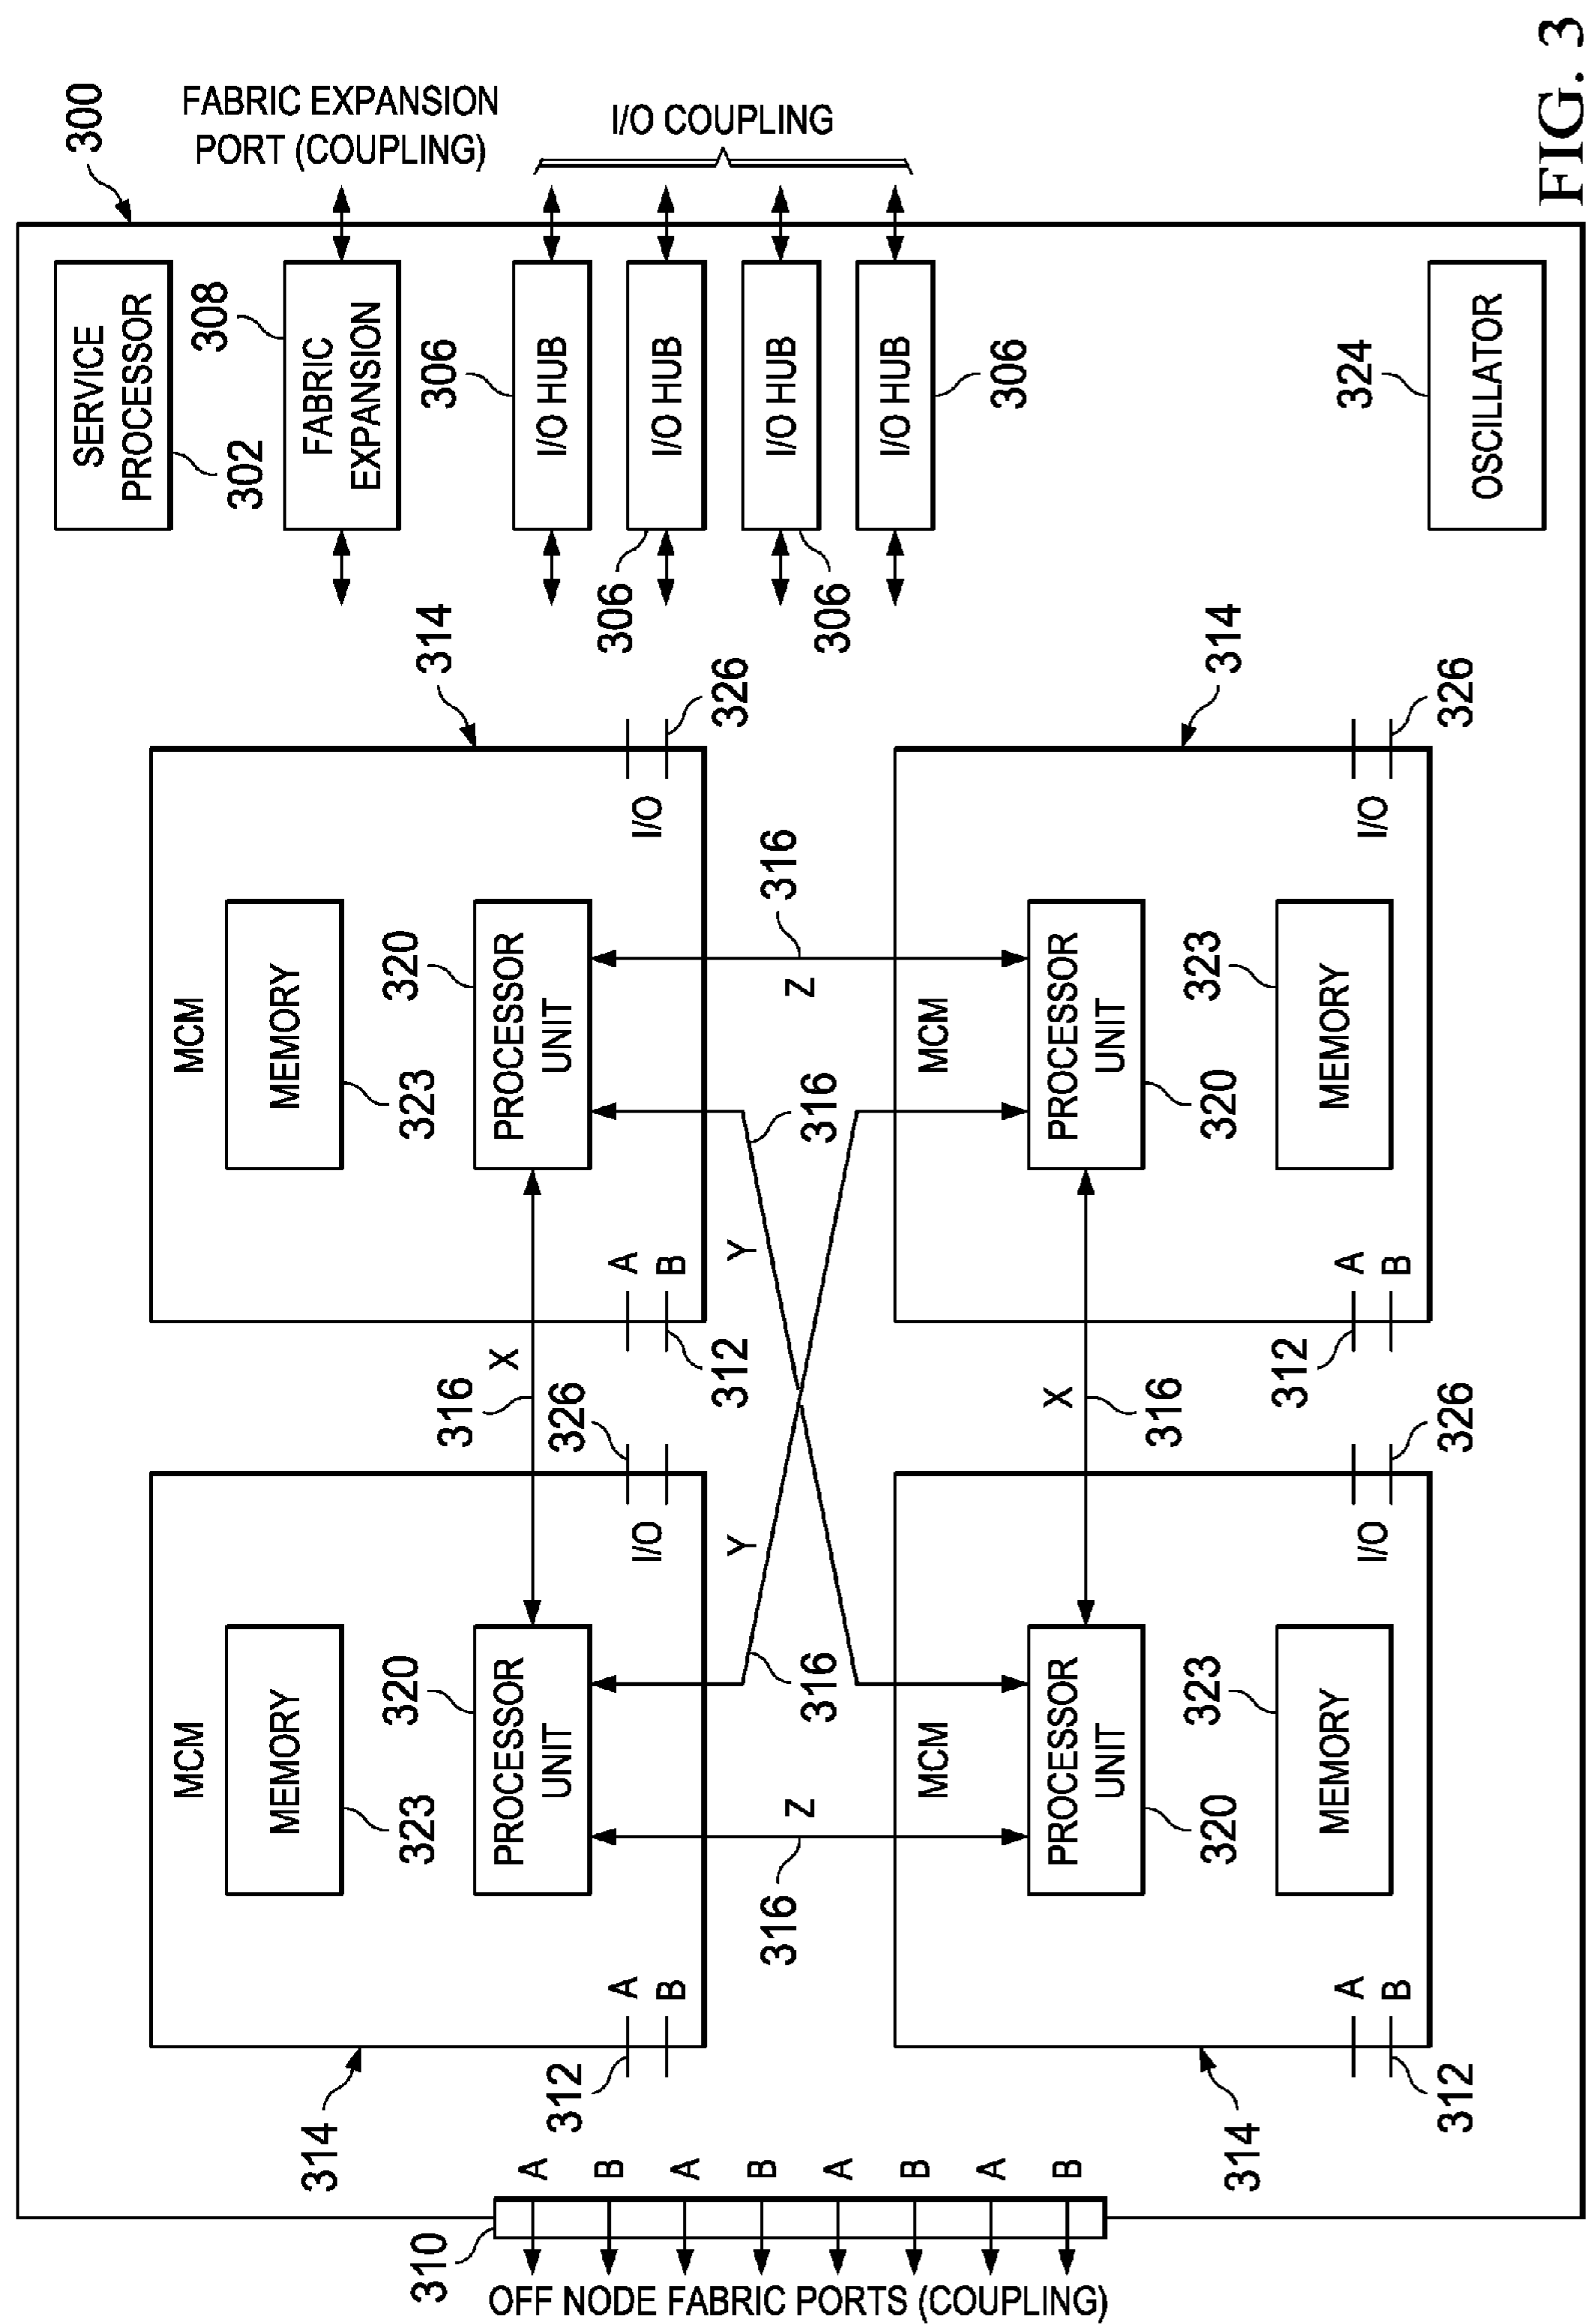 300
SERVICE
PROCESSOR
302
308
FABRIC
EXPANSION
FABRIC EXPANSION
PORT (COUPLING)
306
I/O HUB
306
I/O HUB
306
I/O HUB
306
I/O HUB
I/O COUPLING
324
OSCILLATOR
314
MCM
MEMORY
323
320
PROCESSOR
UNIT
A
B
312
I/O
326
314
MCM
MEMORY
323
320
PROCESSOR
UNIT
A
B
312
I/O
326
X
316
Z
316
Y
316
Y
316
Z
316
X
316
314
MCM
PROCESSOR
UNIT
320
323
MEMORY
A
B
312
I/O
326
314
MCM
PROCESSOR
UNIT
320
323
MEMORY
A
B
312
I/O
326
310
A
B
A
B
A
B
A
B
OFF NODE FABRIC PORTS (COUPLING)
FIG. 3